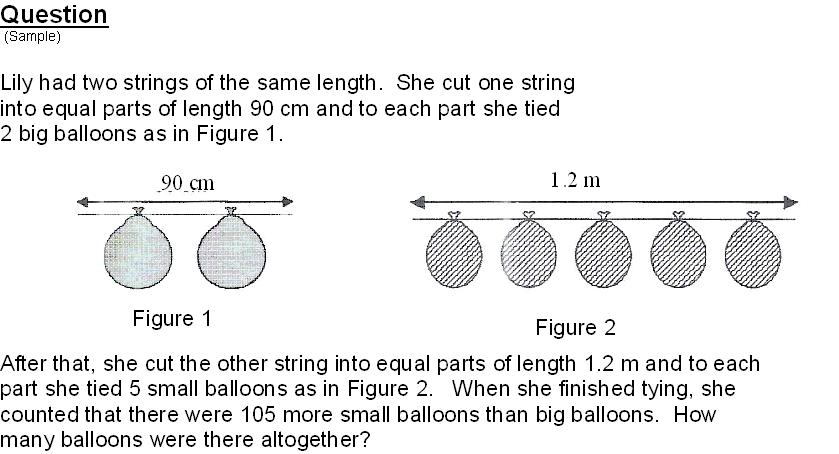 Question
(Sample)
Lily had two strings of the same length. She cut one string
into equal parts of length 90 cm and to each part she tied
2 big balloons as in Figure 1.
90 cm
1.2 m
Figure 1
Figure 2
After that, she cut the other string into equal parts of length 1.2 m and to each
part she tied 5 small balloons as in Figure 2. When she finished tying, she
counted that there were 105 more small balloons than big balloons. How
many balloons were there altogether?